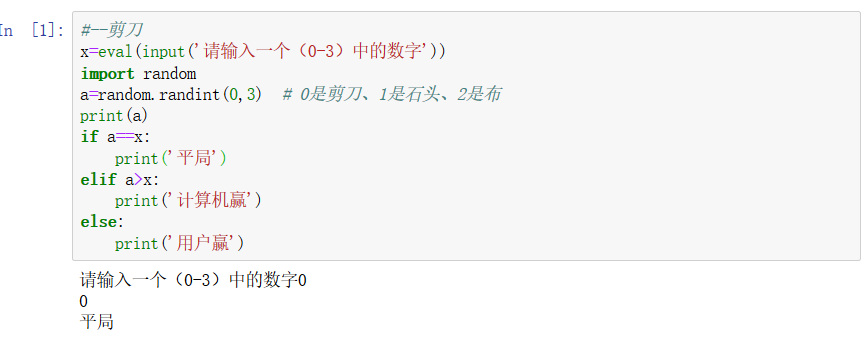 In [1]:
#--剪刀
x=eval(input('请输入一个（0-3）中的数字'))
import random
a=random.randint(0,3)  # 0是剪刀、1是石头、2是布
print(a)
if a==x:
    print('平局')
elif a>x:
    print('计算机赢')
else:
    print('用户赢')
请输入一个（0-3）中的数字0
0
平局